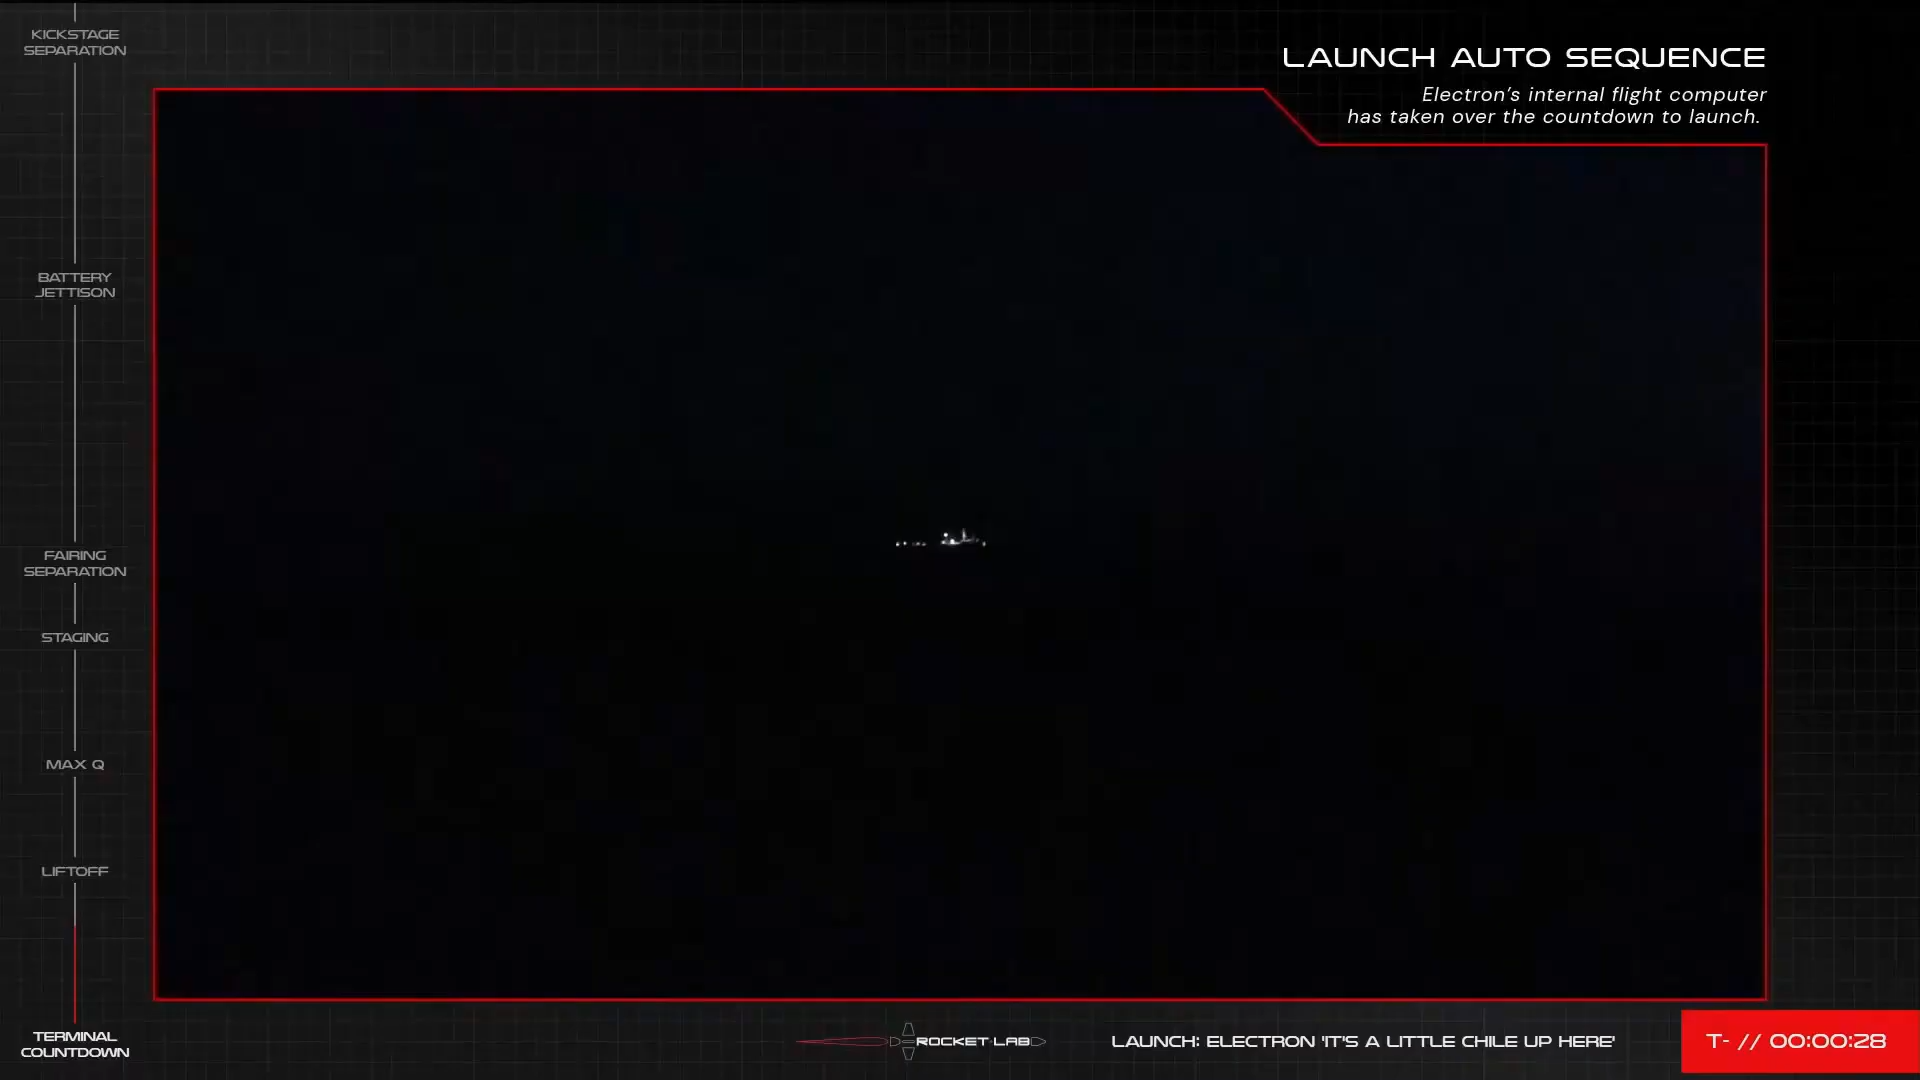 KICKSTAGE
SEPARATION
LAUNCH AUTO SEQUENCE
Electron's internal flight computer
has taken over the countdown to launch.
BATTERY
JETTISON
FAIRING
SEPARATION
STAGING
MAX Q
LIFTOFF
TERMINAL
COUNTDOWN
ROCKET LAB
LAUNCH: ELECTRON 'IT'S A LITTLE CHILE UP HERE'
T- // 00:00:28